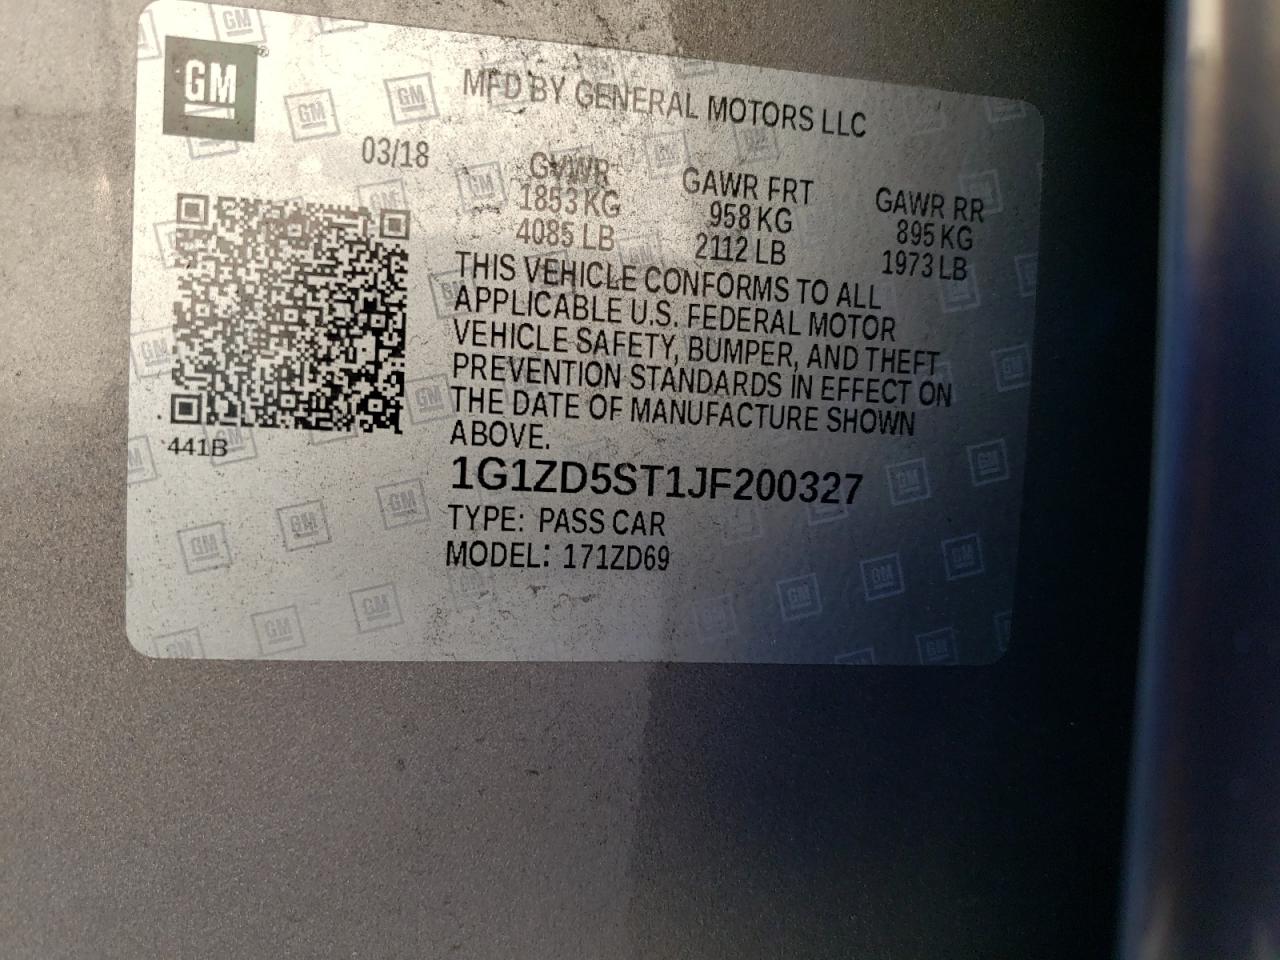 GM
MFD BY GENERAL MOTORS LLC
03/18
GVWR GAWR FRT GAWR RR
1853 KG 958 KG 895 KG
4085 LB 2112 LB 1973 LB
THIS VEHICLE CONFORMS TO ALL
APPLICABLE U.S. FEDERAL MOTOR
VEHICLE SAFETY, BUMPER, AND THEFT
PREVENTION STANDARDS IN EFFECT ON
THE DATE OF MANUFACTURE SHOWN
ABOVE.
441B
1G1ZD5ST1JF200327
TYPE: PASS CAR
MODEL: 171ZD69